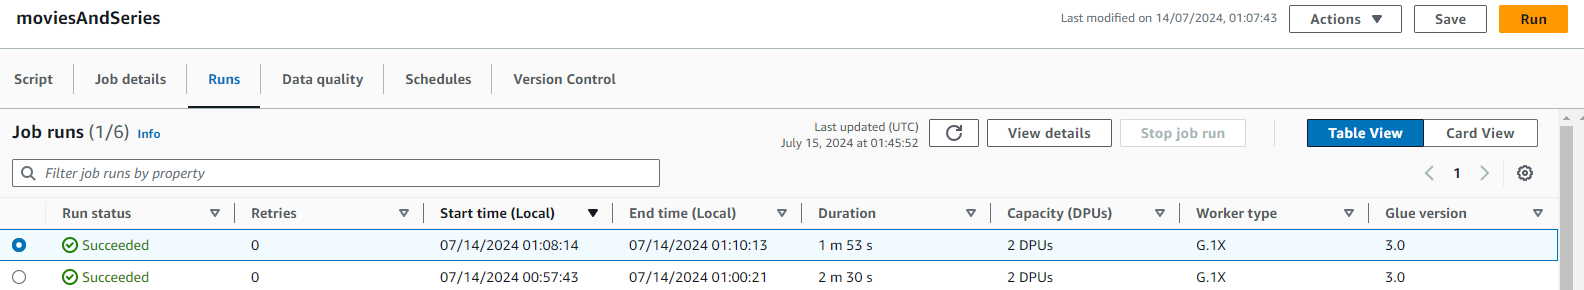 moviesAndSeries
Last modified on 14/07/2024, 01:07:43
Actions
Save
Run
Script
Job details
Runs
Data quality
Schedules
Version Control
Job runs (1/6) Info
Last updated (UTC)
July 15, 2024 at 01:45:52
View details
Stop job run
Table View
Card View
Filter job runs by property
1
Run status Retries Start time (Local) End time (Local) Duration Capacity (DPUs) Worker type Glue version
Succeeded 0 07/14/2024 01:08:14 07/14/2024 01:10:13 1 m 53 s 2 DPUs G.1X 3.0
Succeeded 0 07/14/2024 00:57:43 07/14/2024 01:00:21 2 m 30 s 2 DPUs G.1X 3.0